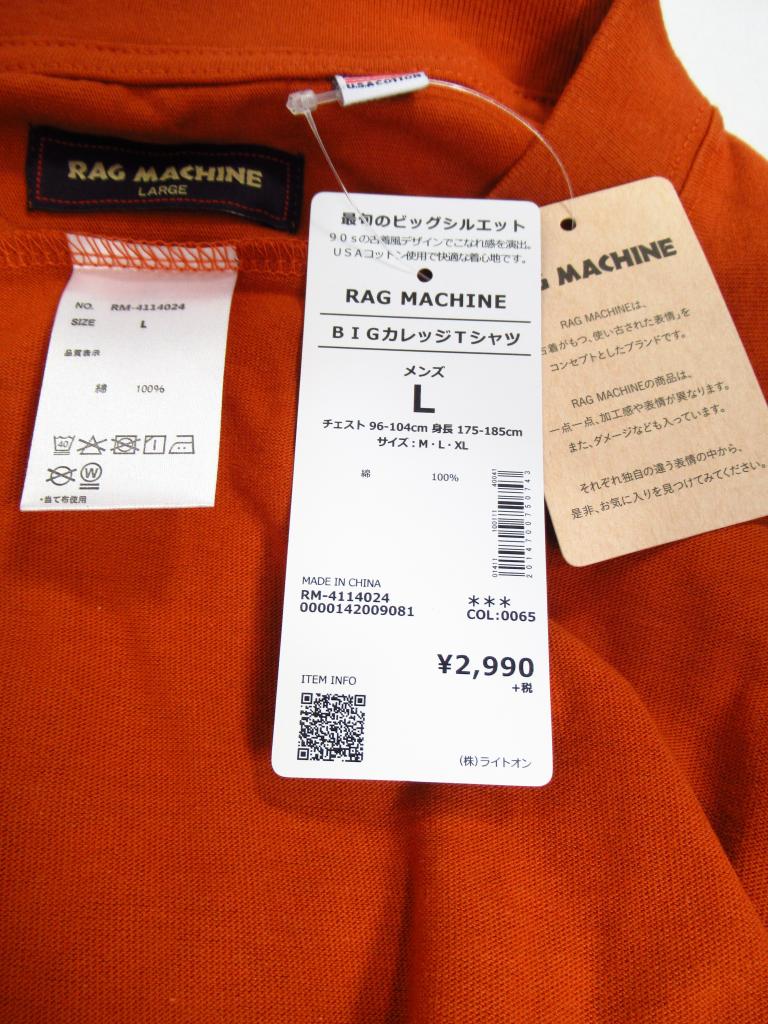 U.S.A COTTON
RAG MACHINE
LARGE
NO. RM-4114024
SIZE L
品質表示
綿 100%
40
W
・当て布使用
最旬のビッグシルエット
90sの古着風デザインでこなれ感を演出。
USAコットン使用で快適な着心地です。
RAG MACHINE
BIGカレッジTシャツ
メンズ
L
チェスト 96-104cm 身長 175-185cm
サイズ:M・L・XL
綿 100%
40041
100111
01411
2014700750743
MADE IN CHINA
RM-4114024
0000142009081
***
COL:0065
¥2,990
+税
ITEM INFO
(株)ライトオン
G MACHINE
RAG MACHINEは、
古着がもつ、使い古された表情」を
コンセプトとしたブランドです。
RAG MACHINEの商品は、
一点一点、加工感や表情が異なります。
また、ダメージなども入っています。
それぞれ独自の違う表情の中から、
是非、お気に入りを見つけてみてください。